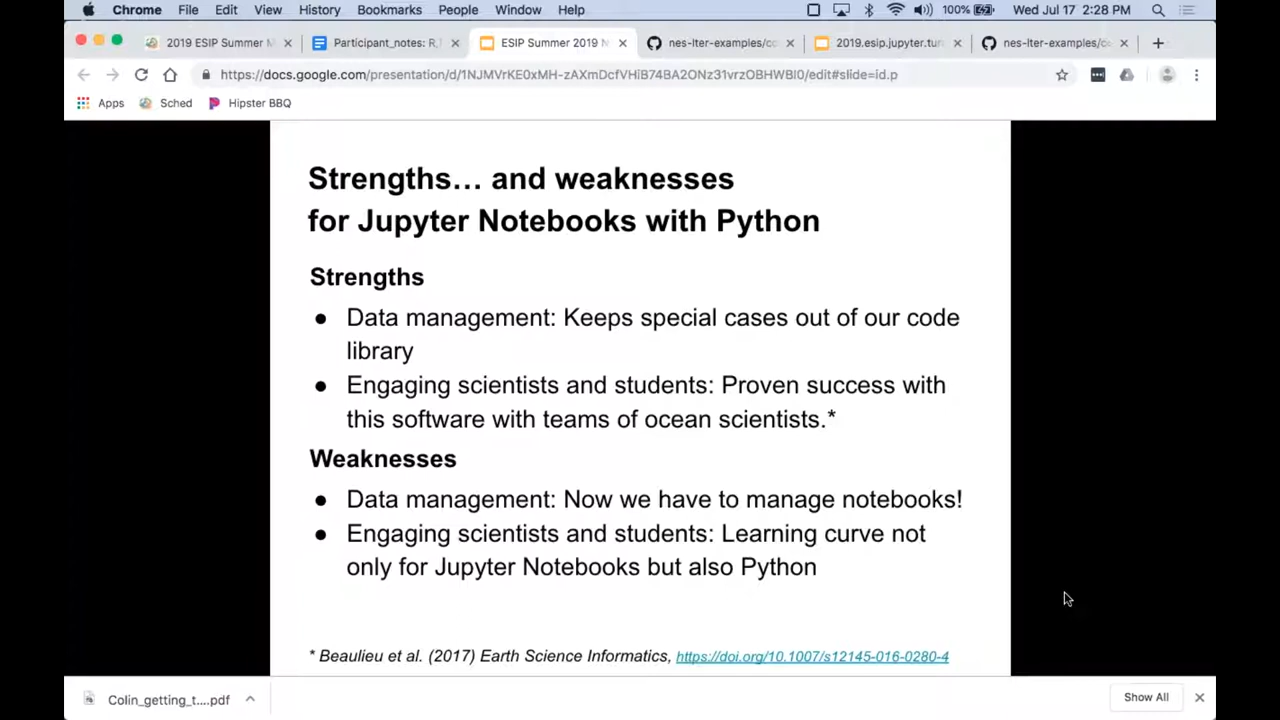 Chrome File Edit View History Bookmarks People Window Help 100% Wed Jul 17 2:28 PM
2019 ESIP Summer M Participant_notes: R, ESIP Summer 2019 N nes-lter-examples/co 2019.esip.jupyter.tur nes-lter-examples/co
https://docs.google.com/presentation/d/1NJMVrKE0xMH-zAXmDcfVHiB74BA2ONz31vrzOBHWBl0/edit#slide=id.p
Apps Sched Hipster BBQ
Strengths… and weaknesses
for Jupyter Notebooks with Python
Strengths
● Data management: Keeps special cases out of our code
library
● Engaging scientists and students: Proven success with
this software with teams of ocean scientists.*
Weaknesses
● Data management: Now we have to manage notebooks!
● Engaging scientists and students: Learning curve not
only for Jupyter Notebooks but also Python
* Beaulieu et al. (2017) Earth Science Informatics, https://doi.org/10.1007/s12145-016-0280-4
Colin_getting_t....pdf Show All